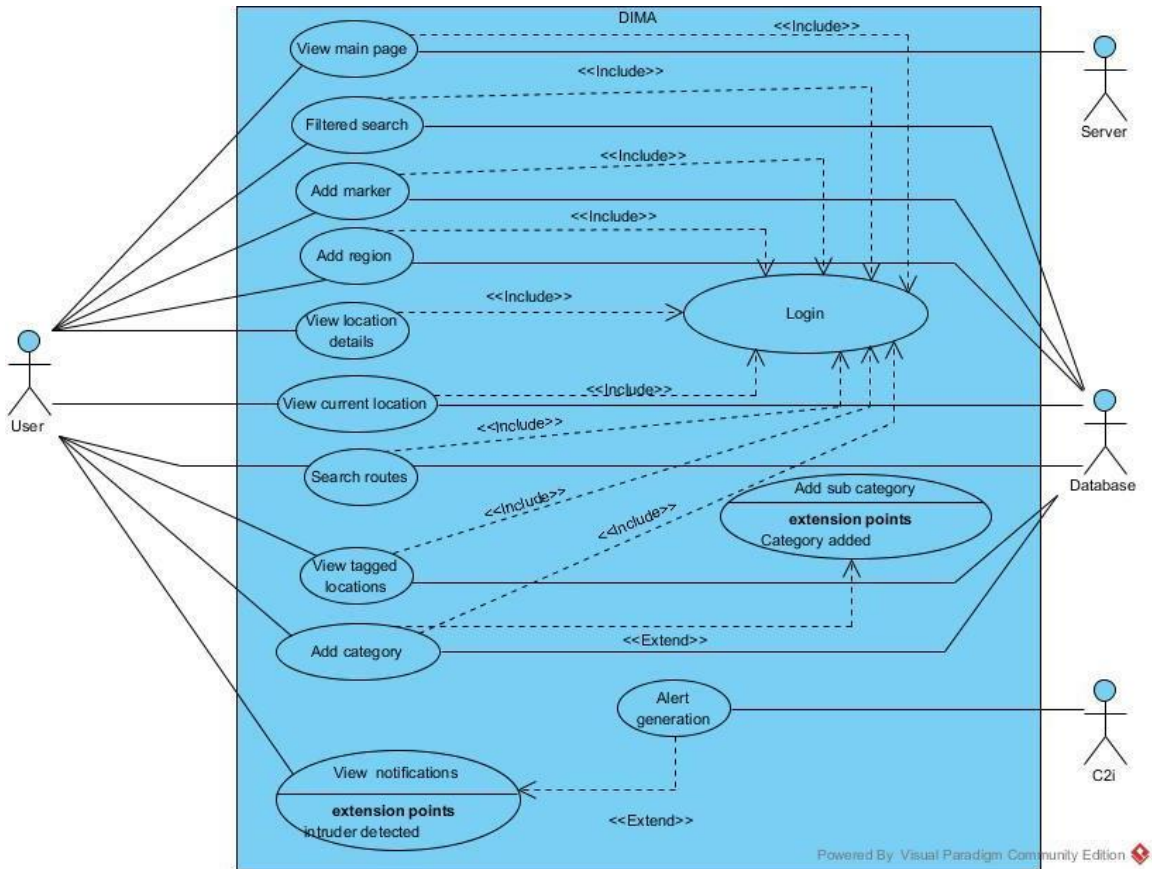 DIMA
View main page
<<Include>>
Server
<<Include>>
Filtered search
<<Include>>
Add marker
<<Include>>
Add region
<<Include>>
Login
View location
details
User
View current location
<<Include>>
Database
<<Include>>
Search routes
<<Include>>
<<Include>>
Add sub category
extension points
Category added
View tagged
locations
Add category
<<Extend>>
Alert
generation
C2i
View notifications
extension points
intruder detected
<<Extend>>
Powered By Visual Paradigm Community Edition